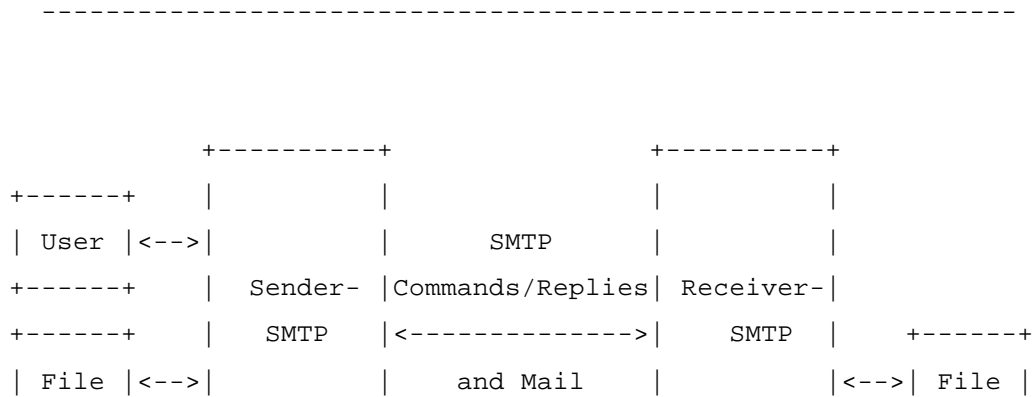 -------------------------------------------------------------
+----------+                +----------+
+------+    |          |                |          |
| User |<-->|          |      SMTP      |          |
+------+    |  Sender- |Commands/Replies| Receiver-|
+------+    |   SMTP   |<-------------->|   SMTP   |    +------+
| File |<-->|          |    and Mail    |          |<-->| File |